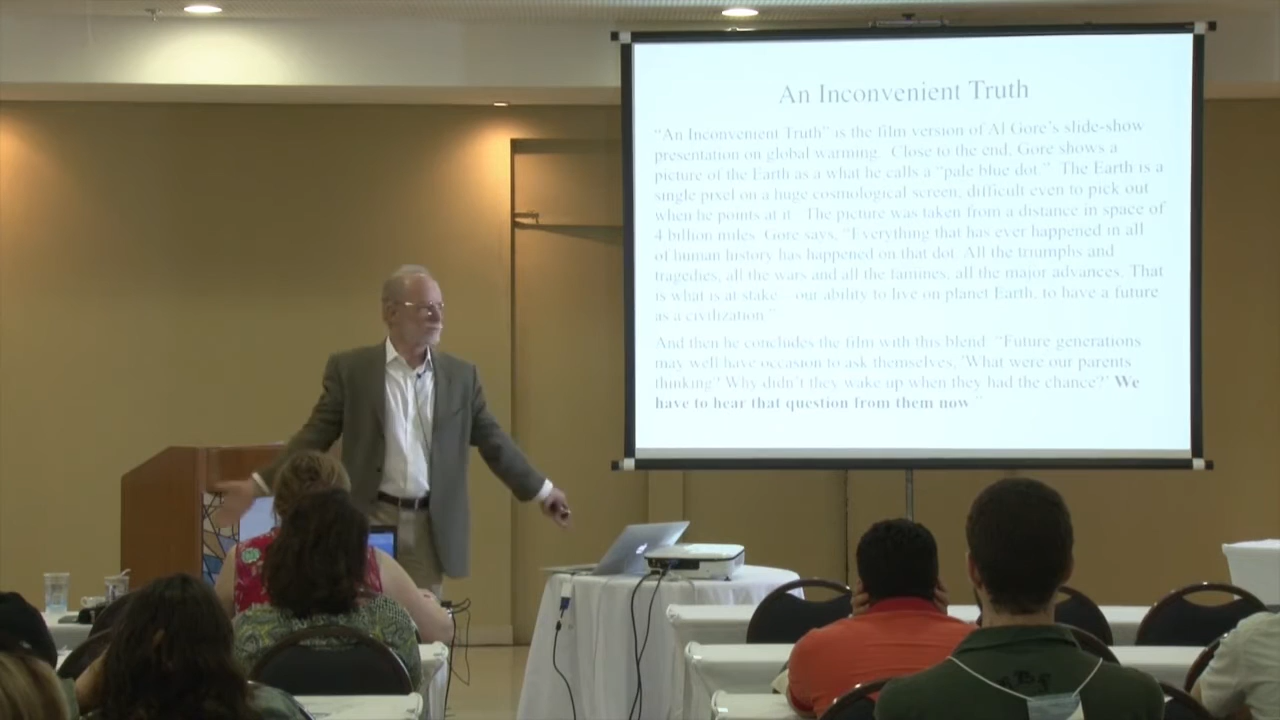 An Inconvenient Truth
“An Inconvenient Truth” is the film version of Al Gore’s slide-show
presentation on global warming. Close to the end, Gore shows a
picture of the Earth as a what he calls a “pale blue dot.” The Earth is a
single pixel on a huge cosmological screen, difficult even to pick out
when he points at it. The picture was taken from a distance in space of
4 billion miles. Gore says, “Everything that has ever happened in all
of human history has happened on that dot. All the triumphs and
tragedies, all the wars and all the famines, all the major advances. That
is what is at stake our ability to live on planet Earth, to have a future
as a civilization.”
And then he concludes the film with this blend: “Future generations
may well have occasion to ask themselves, 'What were our parents
thinking? Why didn’t they wake up when they had the chance?' We
have to hear that question from them now.”